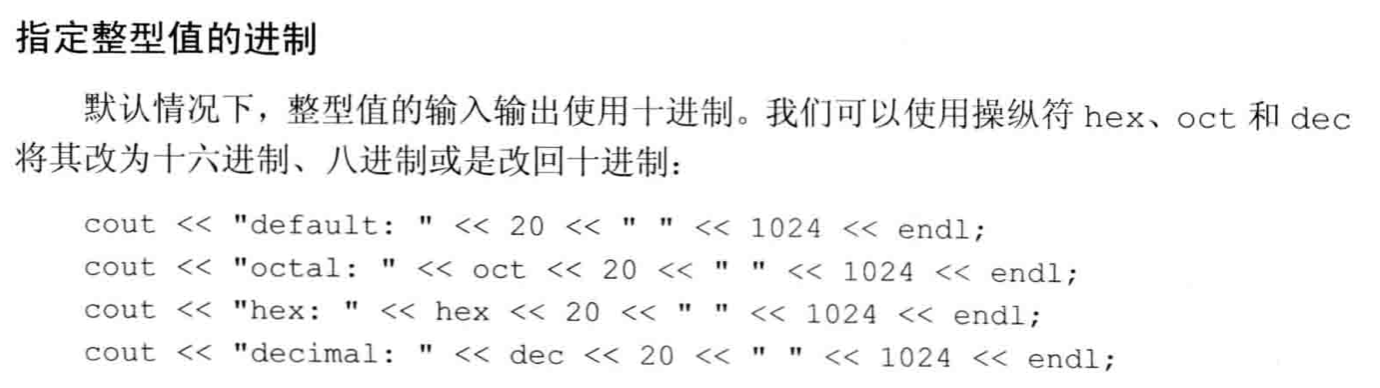 指定整型值的进制
默认情况下，整型值的输入输出使用十进制。我们可以使用操纵符 hex、oct 和 dec
将其改为十六进制、八进制或是改回十进制：
cout << "default: " << 20 << " " << 1024 << endl;
cout << "octal: " << oct << 20 << " " << 1024 << endl;
cout << "hex: " << hex << 20 << " " << 1024 << endl;
cout << "decimal: " << dec << 20 << " " << 1024 << endl;